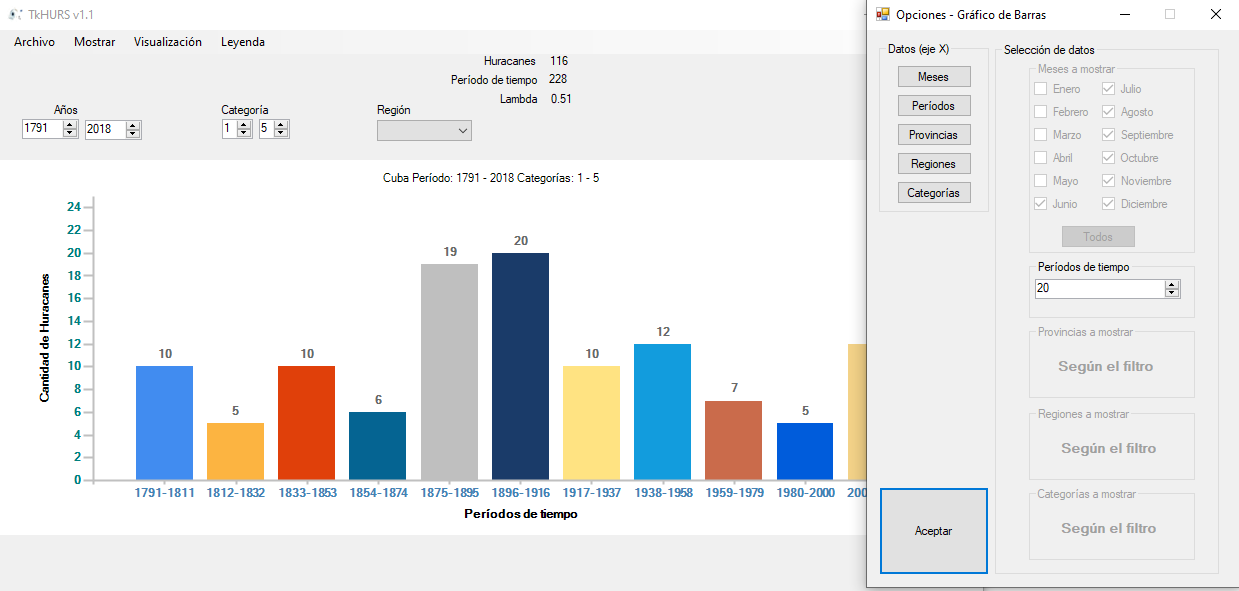 TkHURS v1.1
Archivo Mostrar Visualización Leyenda
Huracanes 116
Período de tiempo 228
Lambda 0.51
Años
1791 2018
Categoría
1 5
Región
Cuba Período: 1791 - 2018 Categorías: 1 - 5
Cantidad de Huracanes
24
22
20
18
16
14
12
10
8
6
4
2
0
10 5 10 6 19 20 10 12 7 5
1791-1811 1812-1832 1833-1853 1854-1874 1875-1895 1896-1916 1917-1937 1938-1958 1959-1979 1980-2000 200
Períodos de tiempo
Opciones - Gráfico de Barras
Datos (eje X)
Meses
Períodos
Provincias
Regiones
Categorías
Aceptar
Selección de datos
Meses a mostrar
Enero Julio
Febrero Agosto
Marzo Septiembre
Abril Octubre
Mayo Noviembre
Junio Diciembre
Todos
Períodos de tiempo
20
Provincias a mostrar
Según el filtro
Regiones a mostrar
Según el filtro
Categorías a mostrar
Según el filtro